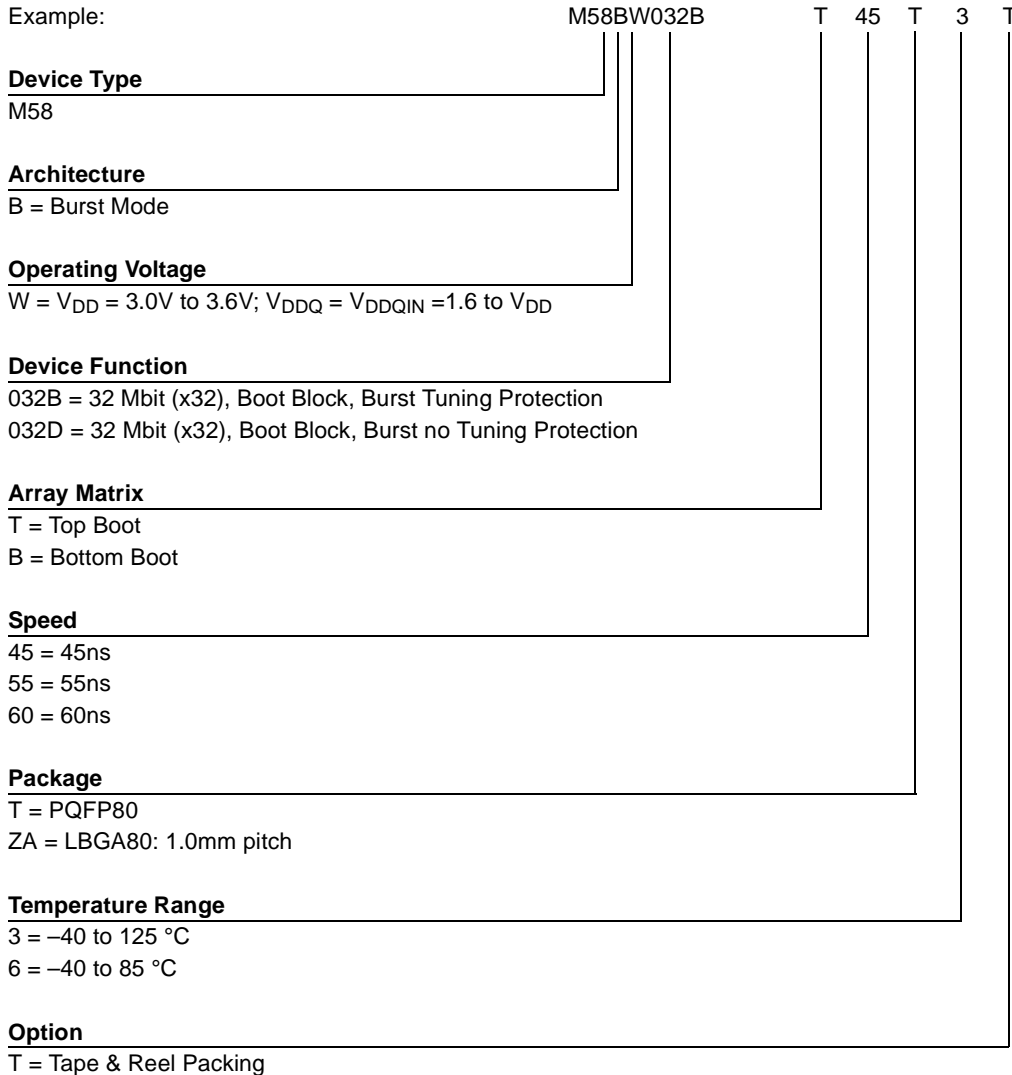 Example: M58BW032B T 45 T 3 T
Device Type
M58
Architecture
B = Burst Mode
Operating Voltage
W = VDD = 3.0V to 3.6V; VDDQ = VDDQIN =1.6 to VDD
Device Function
032B = 32 Mbit (x32), Boot Block, Burst Tuning Protection
032D = 32 Mbit (x32), Boot Block, Burst no Tuning Protection
Array Matrix
T = Top Boot
B = Bottom Boot
Speed
45 = 45ns
55 = 55ns
60 = 60ns
Package
T = PQFP80
ZA = LBGA80: 1.0mm pitch
Temperature Range
3 = –40 to 125 °C
6 = –40 to 85 °C
Option
T = Tape & Reel Packing